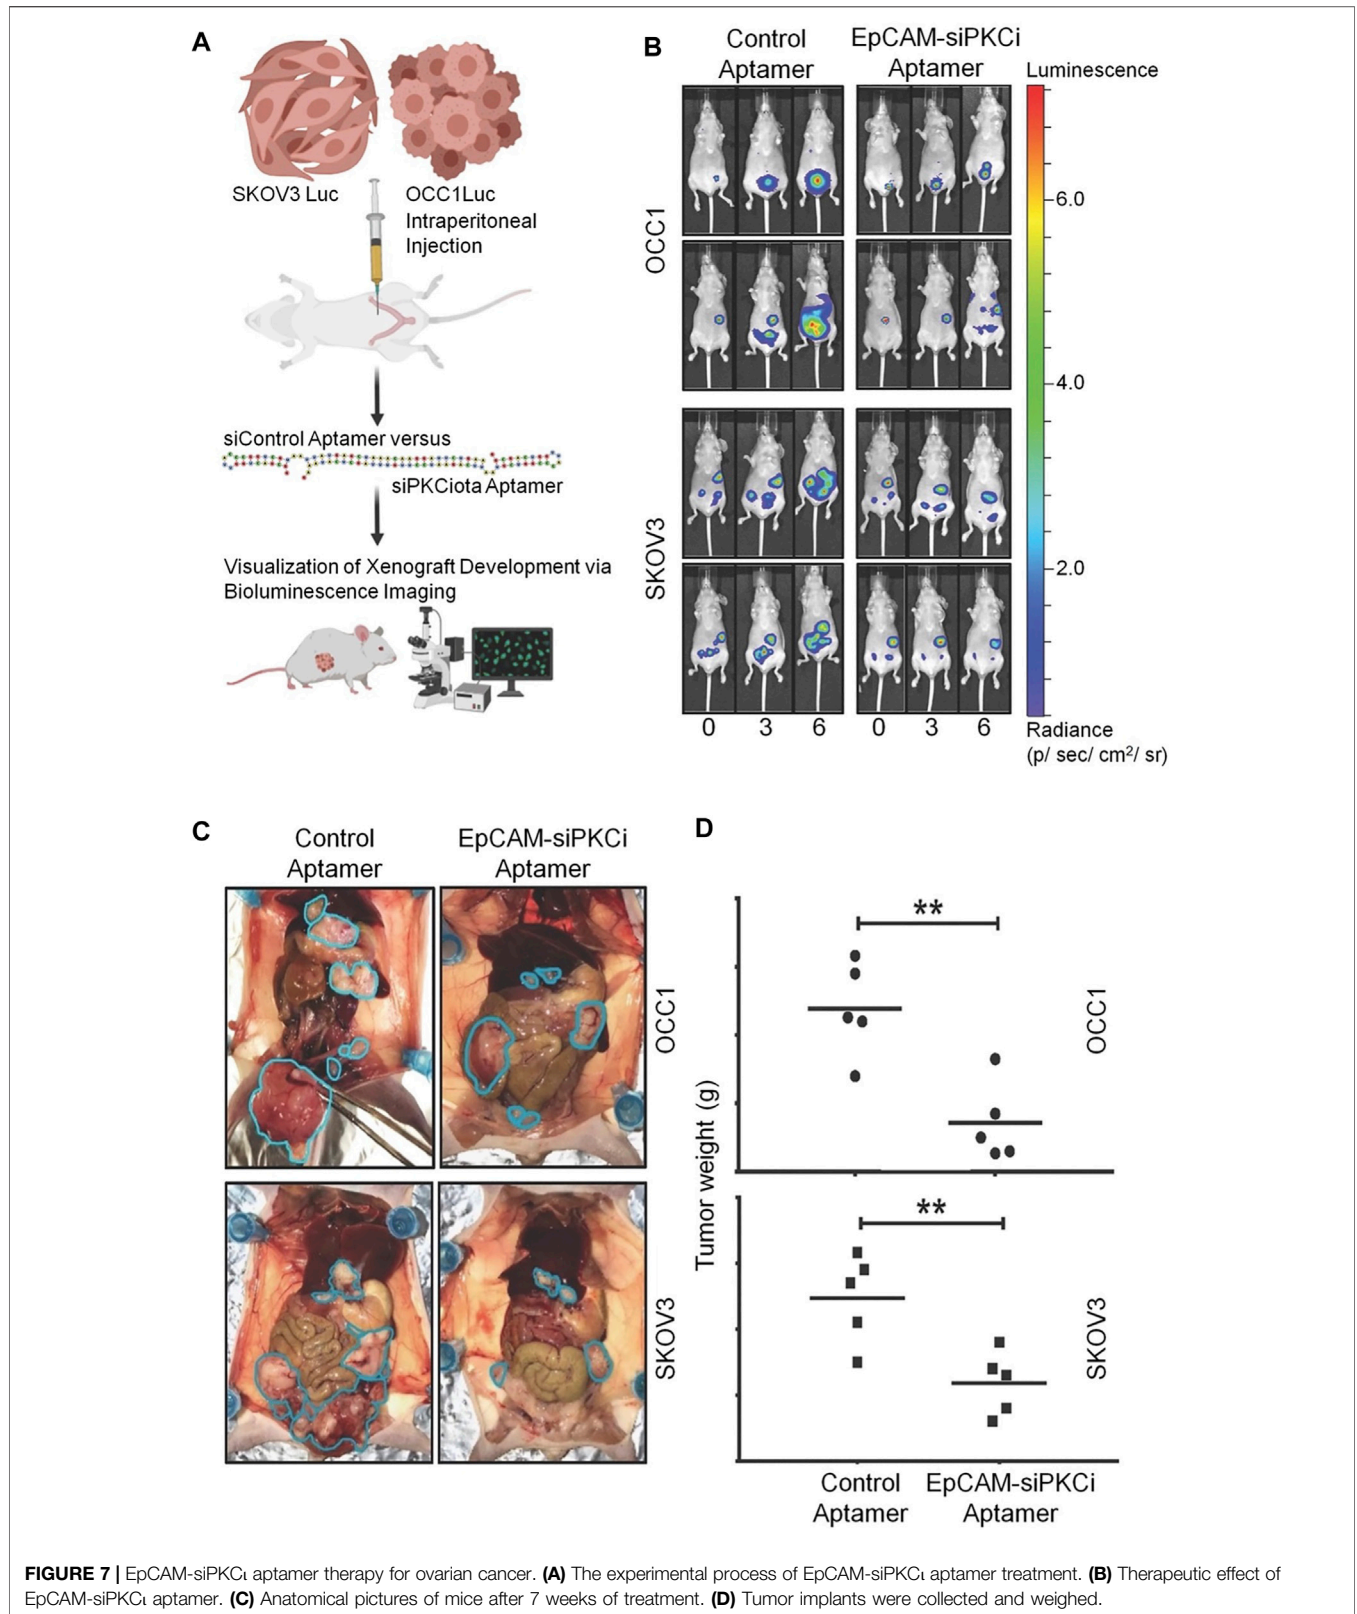 A
SKOV3 Luc
OCC1Luc
Intraperitoneal
Injection
siControl Aptamer versus
siPKCiota Aptamer
Visualization of Xenograft Development via
Bioluminescence Imaging
B
Control
Aptamer
EpCAM-siPKCi
Aptamer
Luminescence
OCC1
SKOV3
6.0
4.0
2.0
0 3 6 0 3 6
Radiance
(p/ sec/ cm²/ sr)
C
Control
Aptamer
EpCAM-siPKCi
Aptamer
OCC1
SKOV3
D
**
OCC1
Tumor weight (g)
**
SKOV3
Control
Aptamer
EpCAM-siPKCi
Aptamer
FIGURE 7 | EpCAM-siPKCι aptamer therapy for ovarian cancer. (A) The experimental process of EpCAM-siPKCι aptamer treatment. (B) Therapeutic effect of
EpCAM-siPKCι aptamer. (C) Anatomical pictures of mice after 7 weeks of treatment. (D) Tumor implants were collected and weighed.